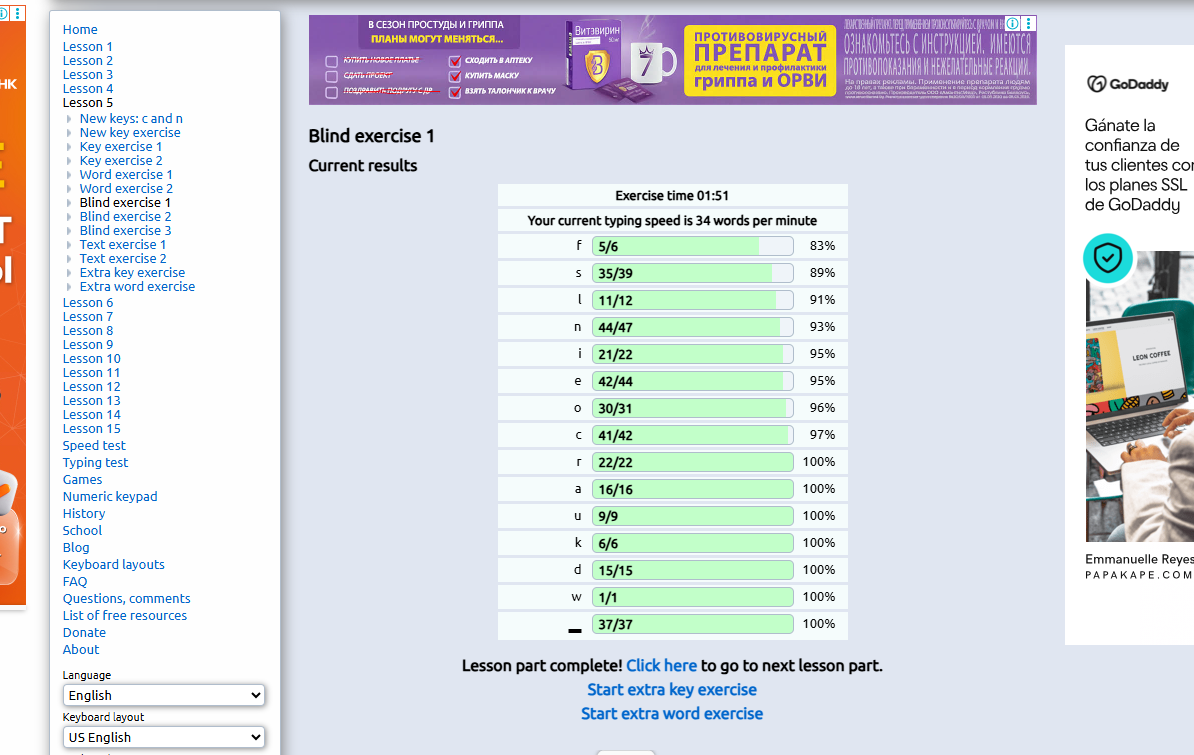 Home
Lesson 1
Lesson 2
Lesson 3
Lesson 4
Lesson 5
New keys: c and n
New key exercise
Key exercise 1
Key exercise 2
Word exercise 1
Word exercise 2
Blind exercise 1
Blind exercise 2
Blind exercise 3
Text exercise 1
Text exercise 2
Extra key exercise
Extra word exercise
Lesson 6
Lesson 7
Lesson 8
Lesson 9
Lesson 10
Lesson 11
Lesson 12
Lesson 13
Lesson 14
Lesson 15
Speed test
Typing test
Games
Numeric keypad
History
School
Blog
Keyboard layouts
FAQ
Questions, comments
List of free resources
Donate
About
Language
English
Keyboard layout
US English
В СЕЗОН ПРОСТУДЫ И ГРИППА
ПЛАНЫ МОГУТ МЕНЯТЬСЯ...
КУПИТЬ НОВОЕ ПЛАТЬЕ
СДАТЬ ПРОЕКТ
ПОЗДРАВИТЬ ПОДРУГУ С ДР
СХОДИТЬ В АПТЕКУ
КУПИТЬ МАСКУ
ВЗЯТЬ ТАЛОНЧИК К ВРАЧУ
Витавирин
7
ПРОТИВОВИРУСНЫЙ
ПРЕПАРАТ
для лечения и профилактики
гриппа и ОРВИ
ОЗНАКОМЬТЕСЬ С ИНСТРУКЦИЕЙ. ИМЕЮТСЯ
ПРОТИВОПОКАЗАНИЯ И НЕЖЕЛАТЕЛЬНЫЕ РЕАКЦИИ.
На правах рекламы. Применение препарата людям
Blind exercise 1
Current results
Exercise time 01:51
Your current typing speed is 34 words per minute
f 5/6 83%
s 35/39 89%
l 11/12 91%
n 44/47 93%
i 21/22 95%
e 42/44 95%
o 30/31 96%
c 41/42 97%
r 22/22 100%
a 16/16 100%
u 9/9 100%
k 6/6 100%
d 15/15 100%
w 1/1 100%
_ 37/37 100%
Lesson part complete! Click here to go to next lesson part.
Start extra key exercise
Start extra word exercise
GoDaddy
Gánate la
confianza de
tus clientes con
los planes SSL
de GoDaddy
LEON COFFEE
Emmanuelle Reyes
PAPAKAPE.COM